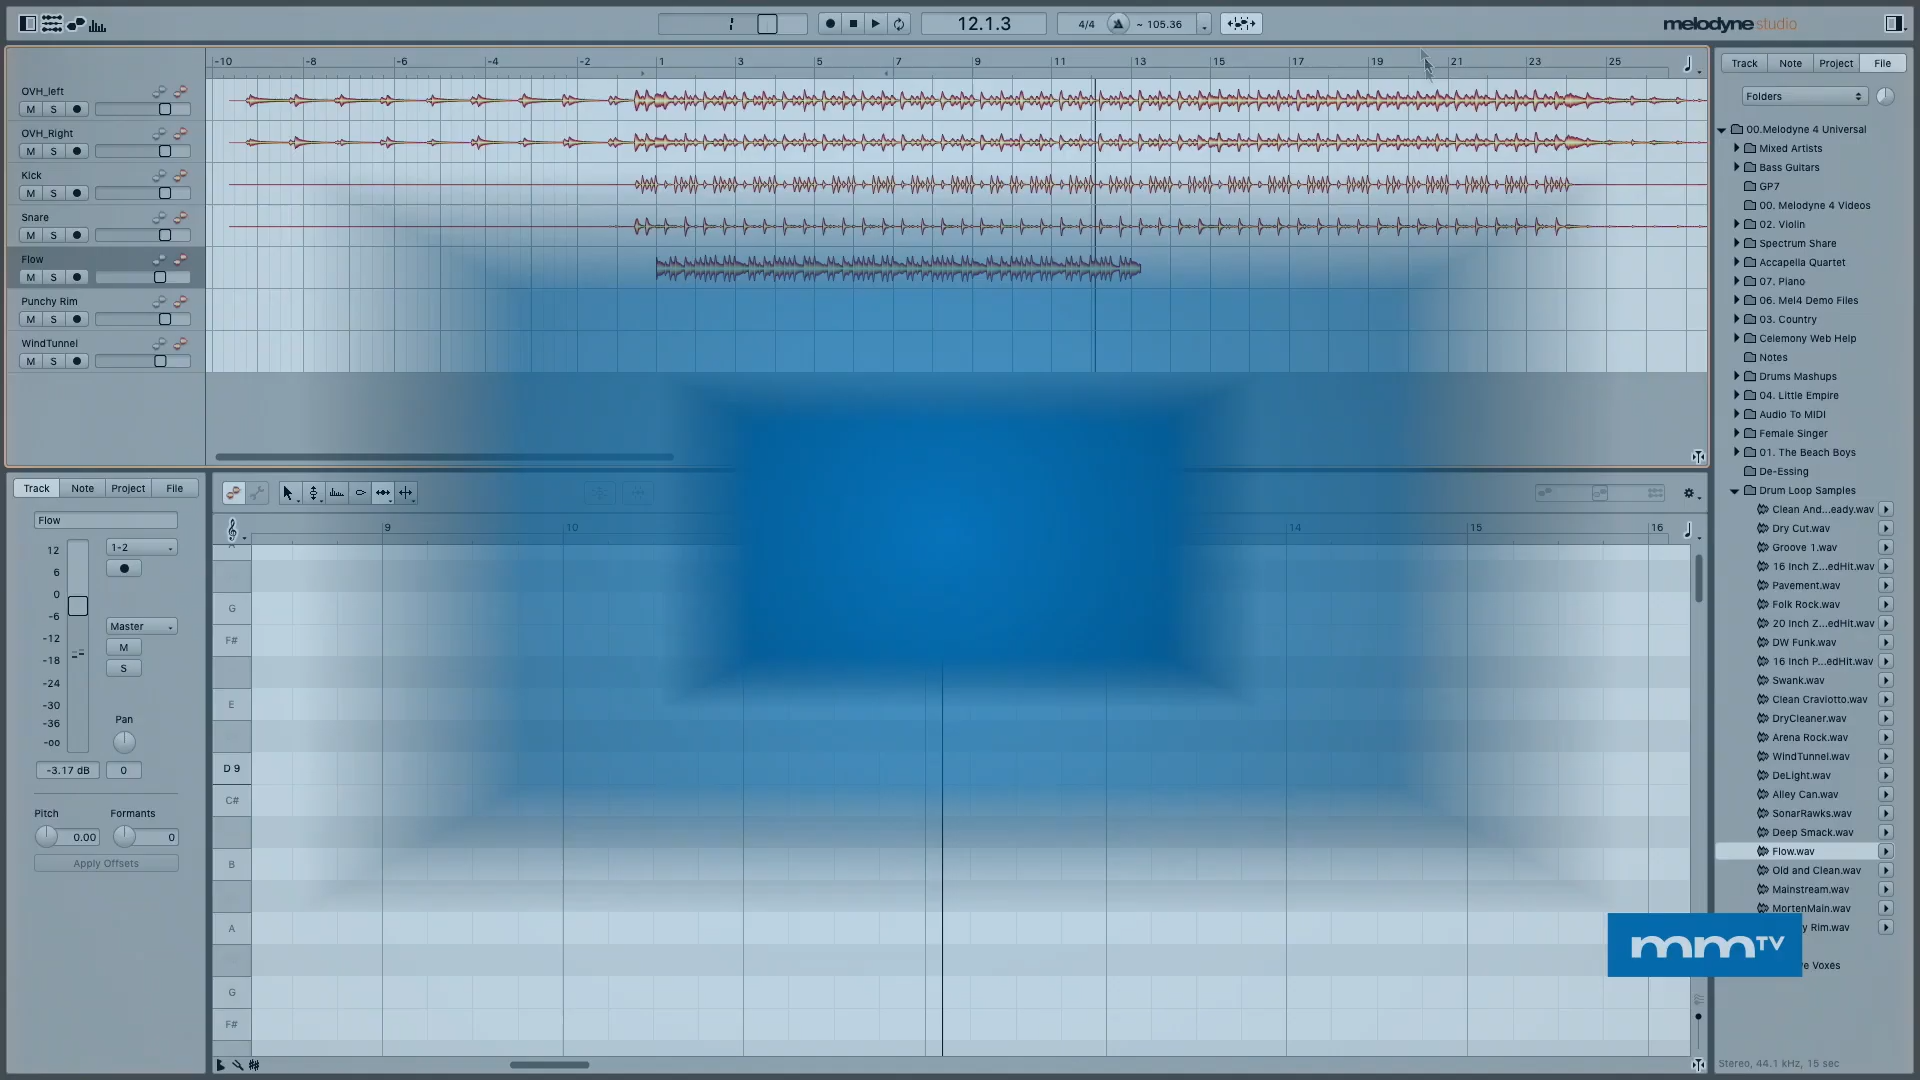 12.1.3
4/4
~ 105.36
melodyne studio
-10 -8 -6 -4 -2 1 3 5 7 9 11 13 15 17 19 21 23 25
OVH_left
M S
OVH_Right
M S
Kick
M S
Snare
M S
Flow
M S
Punchy Rim
M S
WindTunnel
M S
Track Note Project File
Folders
00.Melodyne 4 Universal
Mixed Artists
Bass Guitars
GP7
00. Melodyne 4 Videos
02. Violin
Spectrum Share
Accapella Quartet
07. Piano
06. Mel4 Demo Files
03. Country
Celemony Web Help
Notes
Drums Mashups
04. Little Empire
Audio To MIDI
Female Singer
01. The Beach Boys
De-Essing
Drum Loop Samples
Clean And...eady.wav
Dry Cut.wav
Groove 1.wav
16 Inch Z...edHit.wav
Pavement.wav
Folk Rock.wav
20 Inch Z...edHit.wav
DW Funk.wav
16 Inch P...edHit.wav
Swank.wav
Clean Craviotto.wav
DryCleaner.wav
Arena Rock.wav
WindTunnel.wav
DeLight.wav
Alley Can.wav
SonarRawks.wav
Deep Smack.wav
Flow.wav
Old and Clean.wav
Mainstream.wav
MortenMain.wav
y Rim.wav
e Voxes
Stereo, 44.1 kHz, 15 sec
mmTV
Track Note Project File
Flow
12
6
0
-6
-12
-18
-24
-30
-36
-oo
1-2
Master
M
S
Pan
-3.17 dB
0
Pitch
Formants
0.00
0
Apply Offsets
9 10 14 15 16
G
F#
E
D 9
C#
B
A
G
F#